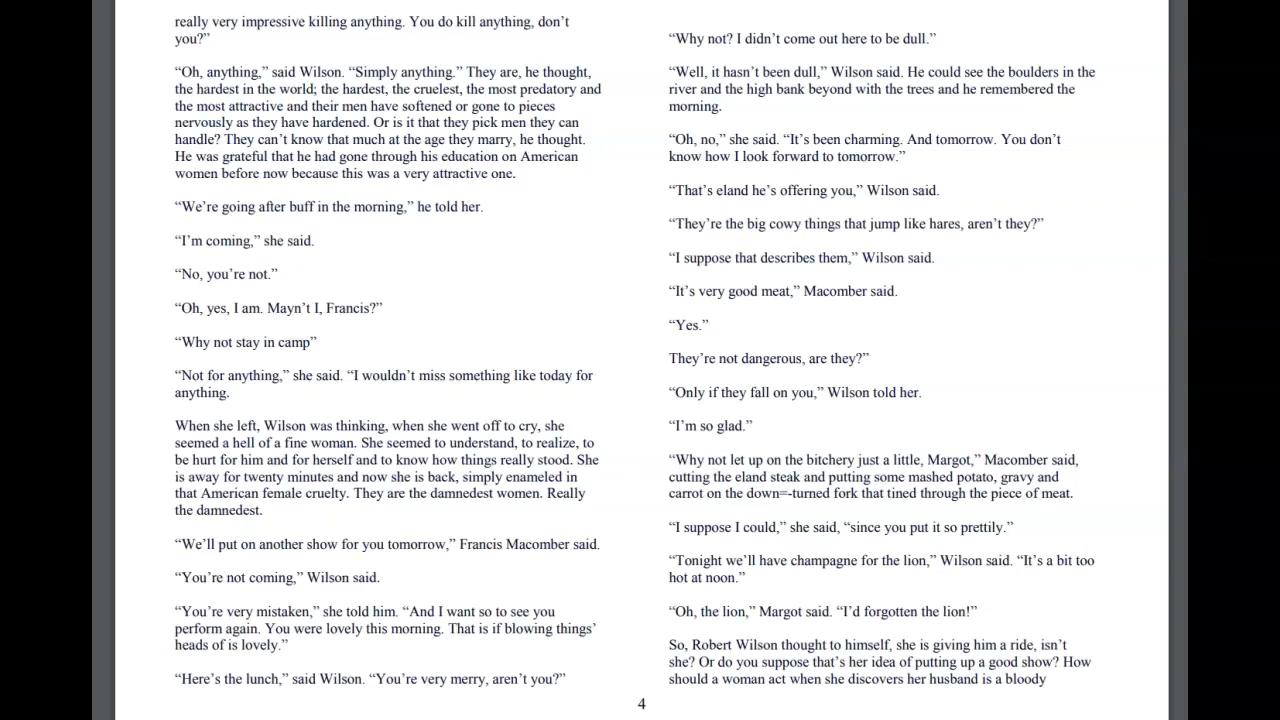 really very impressive killing anything. You do kill anything, don’t
you?”
“Oh, anything,” said Wilson. “Simply anything.” They are, he thought,
the hardest in the world; the hardest, the cruelest, the most predatory and
the most attractive and their men have softened or gone to pieces
nervously as they have hardened. Or is it that they pick men they can
handle? They can’t know that much at the age they marry, he thought.
He was grateful that he had gone through his education on American
women before now because this was a very attractive one.
“We’re going after buff in the morning,” he told her.
“I’m coming,” she said.
“No, you’re not.”
“Oh, yes, I am. Mayn’t I, Francis?”
“Why not stay in camp”
“Not for anything,” she said. “I wouldn’t miss something like today for
anything.
When she left, Wilson was thinking, when she went off to cry, she
seemed a hell of a fine woman. She seemed to understand, to realize, to
be hurt for him and for herself and to know how things really stood. She
is away for twenty minutes and now she is back, simply enameled in
that American female cruelty. They are the damnedest women. Really
the damnedest.
“We’ll put on another show for you tomorrow,” Francis Macomber said.
“You’re not coming,” Wilson said.
“You’re very mistaken,” she told him. “And I want so to see you
perform again. You were lovely this morning. That is if blowing things’
heads of is lovely.”
“Here’s the lunch,” said Wilson. “You’re very merry, aren’t you?”
“Why not? I didn’t come out here to be dull.”
“Well, it hasn’t been dull,” Wilson said. He could see the boulders in the
river and the high bank beyond with the trees and he remembered the
morning.
“Oh, no,” she said. “It’s been charming. And tomorrow. You don’t
know how I look forward to tomorrow.”
“That’s eland he’s offering you,” Wilson said.
“They’re the big cowy things that jump like hares, aren’t they?”
“I suppose that describes them,” Wilson said.
“It’s very good meat,” Macomber said.
“Yes.”
They’re not dangerous, are they?”
“Only if they fall on you,” Wilson told her.
“I’m so glad.”
“Why not let up on the bitchery just a little, Margot,” Macomber said,
cutting the eland steak and putting some mashed potato, gravy and
carrot on the down=-turned fork that tined through the piece of meat.
“I suppose I could,” she said, “since you put it so prettily.”
“Tonight we’ll have champagne for the lion,” Wilson said. “It’s a bit too
hot at noon.”
“Oh, the lion,” Margot said. “I’d forgotten the lion!”
So, Robert Wilson thought to himself, she is giving him a ride, isn’t
she? Or do you suppose that’s her idea of putting up a good show? How
should a woman act when she discovers her husband is a bloody
4